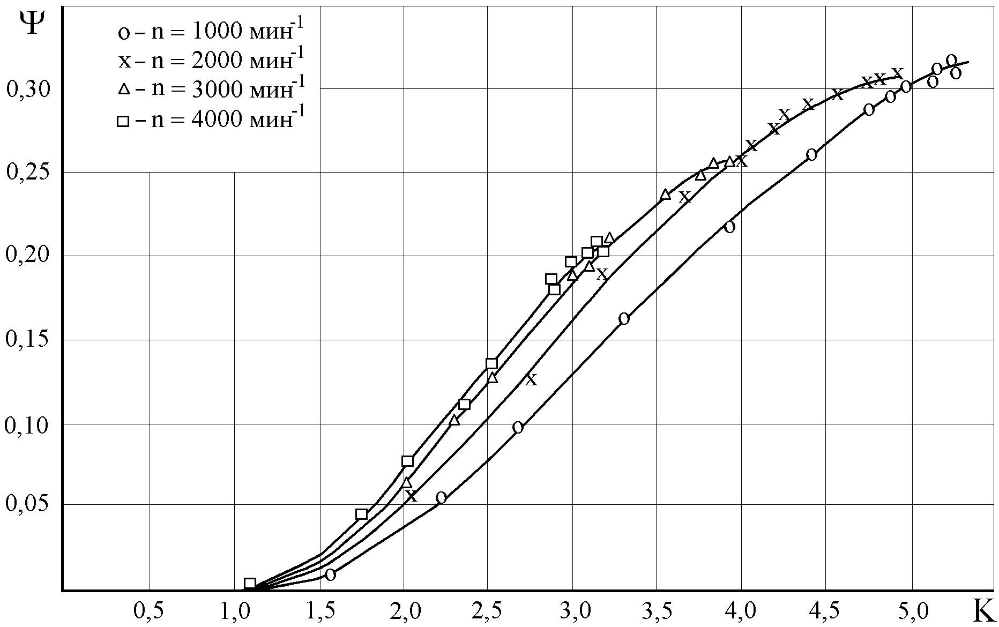 Ψ
o – n = 1000 мин-1
x – n = 2000 мин-1
△ – n = 3000 мин-1
□ – n = 4000 мин-1
0,30
0,25
0,20
0,15
0,10
0,05
0,5 1,0 1,5 2,0 2,5 3,0 3,5 4,0 4,5 5,0 K